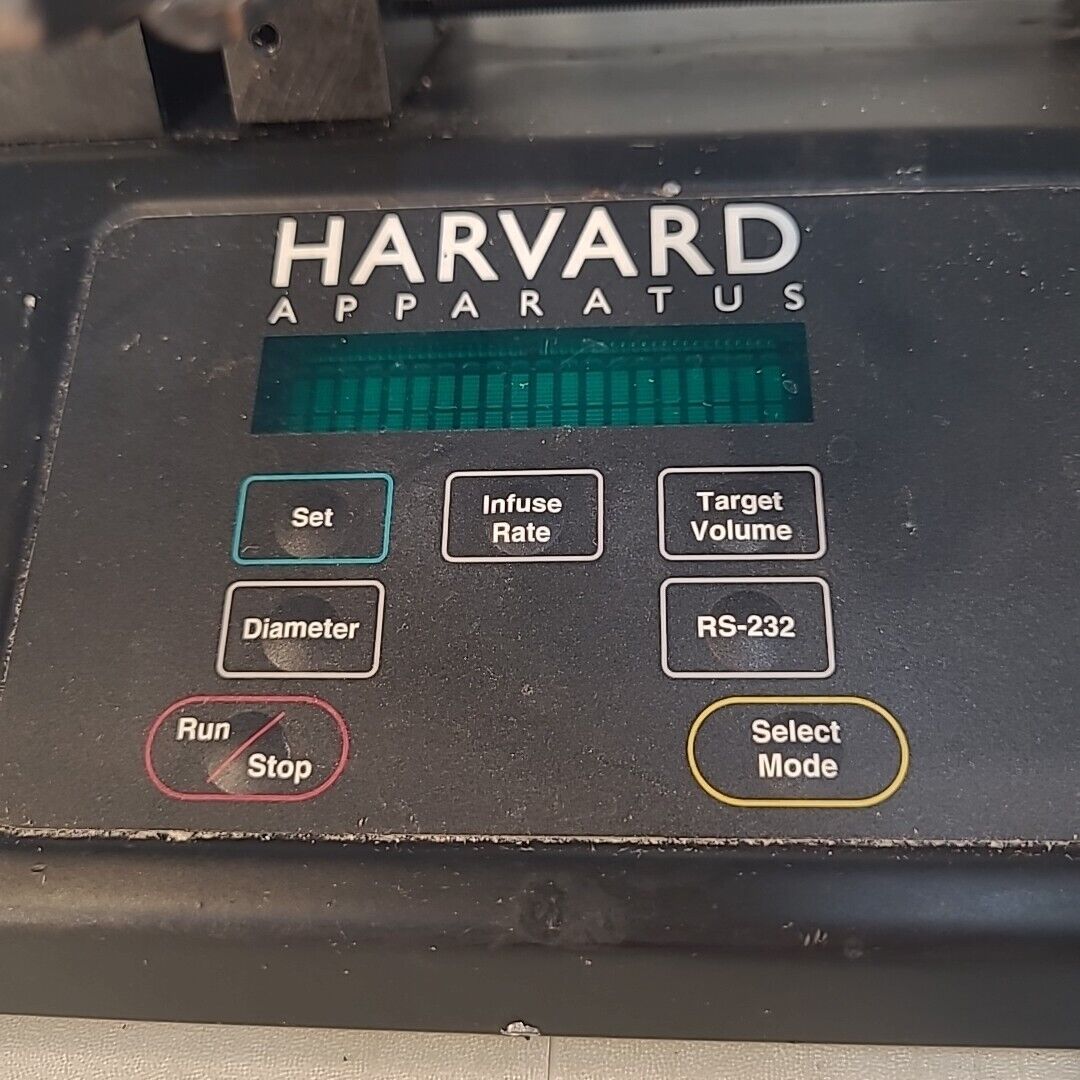 HARVARD
APPARATUS
Set
Infuse
Rate
Target
Volume
Diameter
RS-232
Run
Stop
Select
Mode